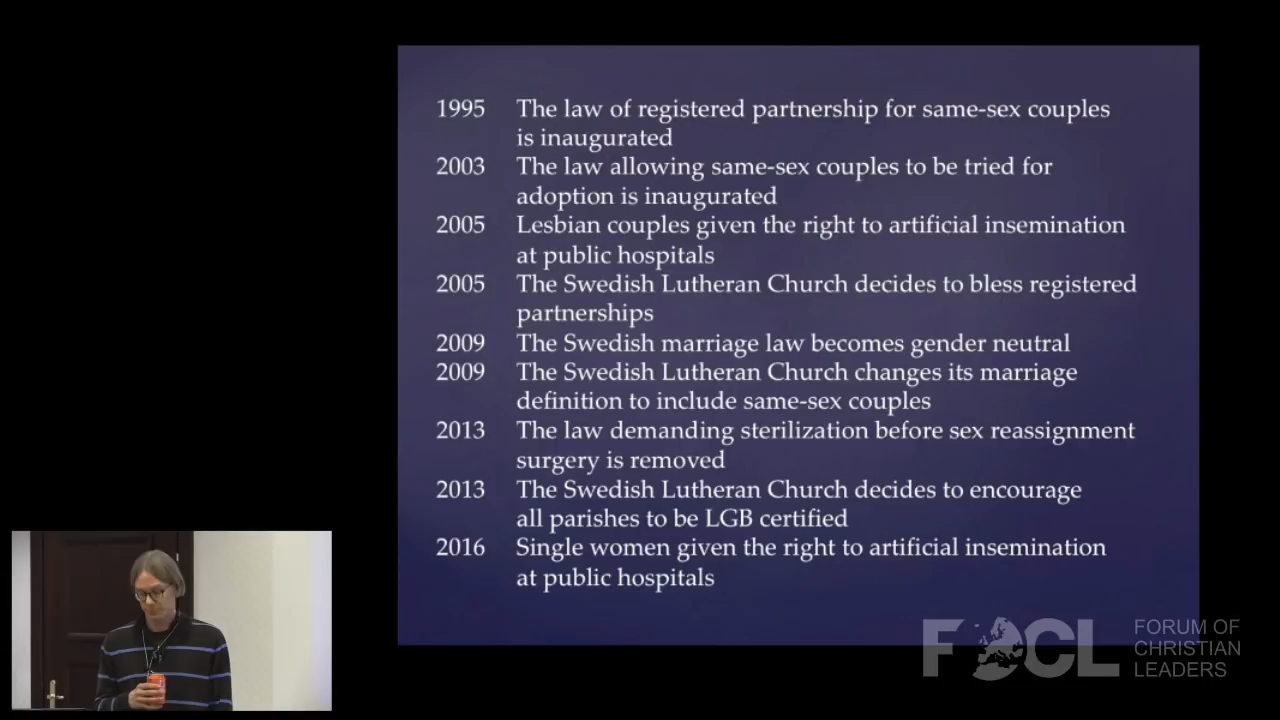 1995 The law of registered partnership for same-sex couples
is inaugurated
2003 The law allowing same-sex couples to be tried for
adoption is inaugurated
2005 Lesbian couples given the right to artificial insemination
at public hospitals
2005 The Swedish Lutheran Church decides to bless registered
partnerships
2009 The Swedish marriage law becomes gender neutral
2009 The Swedish Lutheran Church changes its marriage
definition to include same-sex couples
2013 The law demanding sterilization before sex reassignment
surgery is removed
2013 The Swedish Lutheran Church decides to encourage
all parishes to be LGB certified
2016 Single women given the right to artificial insemination
at public hospitals
FOCL
FORUM OF
CHRISTIAN
LEADERS